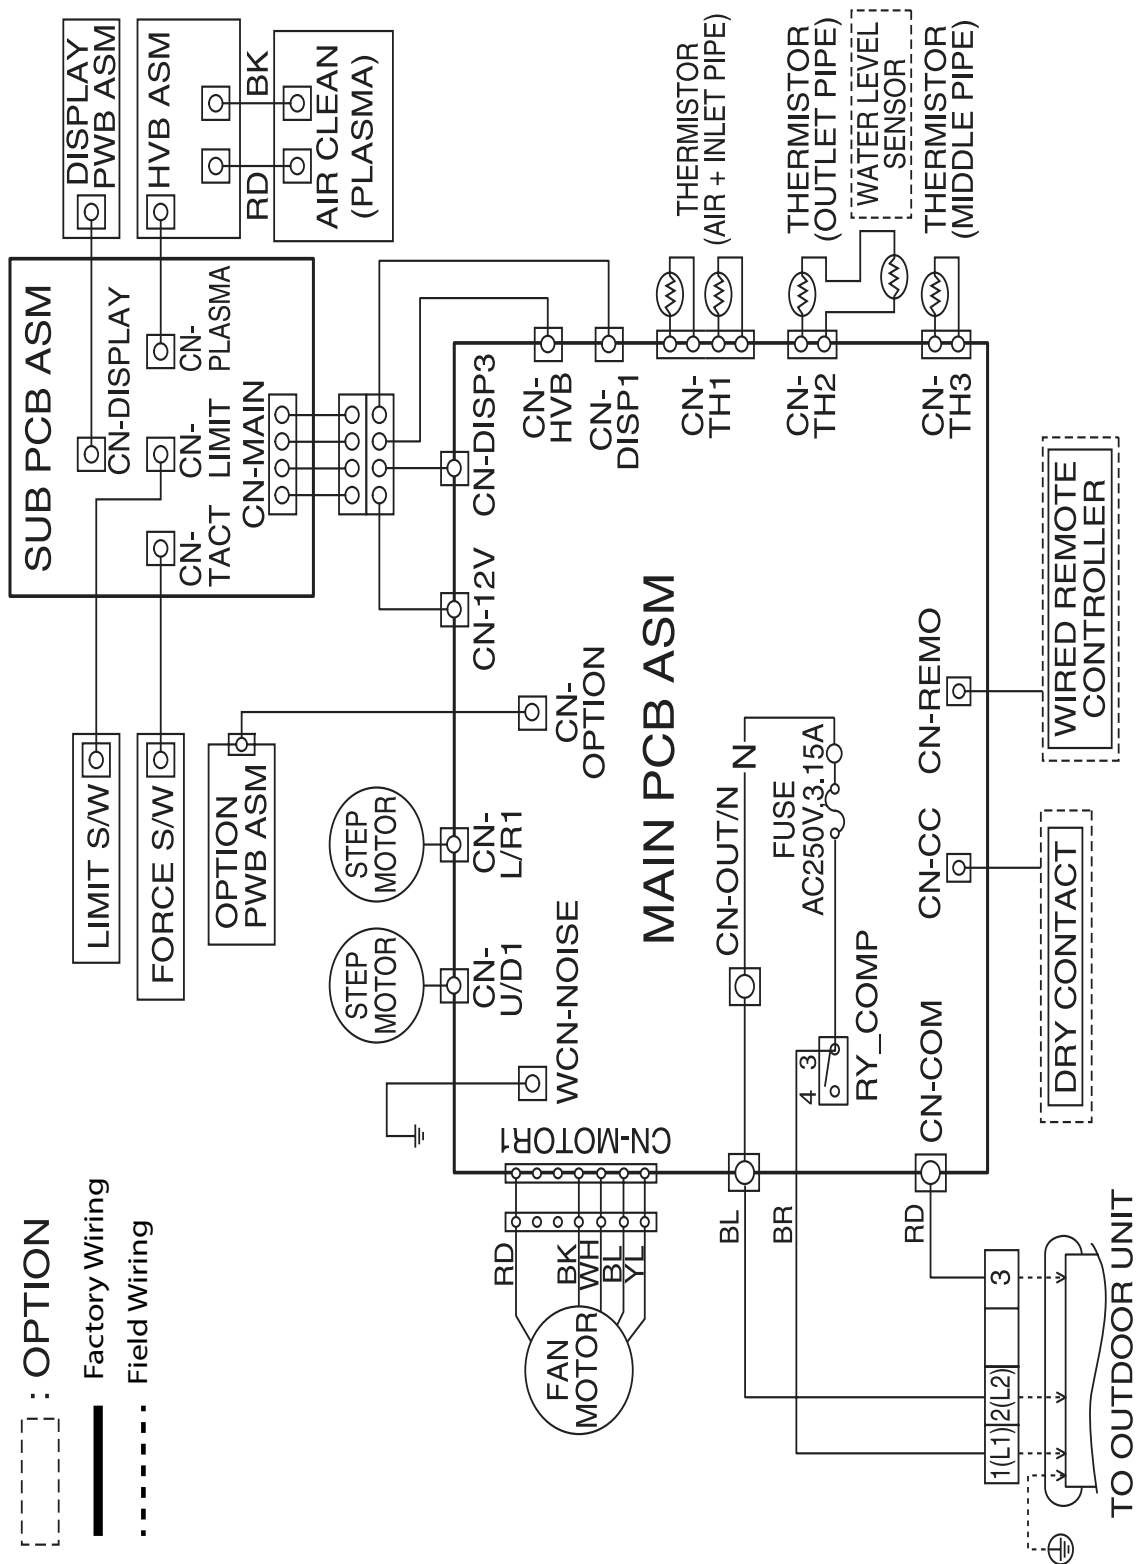 : OPTION
Factory Wiring
Field Wiring
LIMIT S/W
FORCE S/W
OPTION
PWB ASM
SUB PCB ASM
CN-DISPLAY
CN-
TACT
CN-
LIMIT
CN-
PLASMA
CN-MAIN
DISPLAY
PWB ASM
HVB ASM
RD
BK
AIR CLEAN
(PLASMA)
STEP
MOTOR
STEP
MOTOR
CN-
U/D1
CN-
L/R1
CN-12V
CN-DISP3
CN-
HVB
CN-
DISP1
CN-
OPTION
WCN-NOISE
CN-MOTOR1
RD
BK
WH
BL
YL
FAN
MOTOR
MAIN PCB ASM
THERMISTOR
(AIR + INLET PIPE)
CN-
TH1
THERMISTOR
(OUTLET PIPE)
CN-
TH2
WATER LEVEL
SENSOR
THERMISTOR
(MIDDLE PIPE)
CN-
TH3
BL
CN-OUT/N
N
FUSE
AC250V,3.15A
BR
4 3
RY_COMP
RD
CN-COM
CN-CC
CN-REMO
DRY CONTACT
WIRED REMOTE
CONTROLLER
1(L1)
2(L2)
3
TO OUTDOOR UNIT